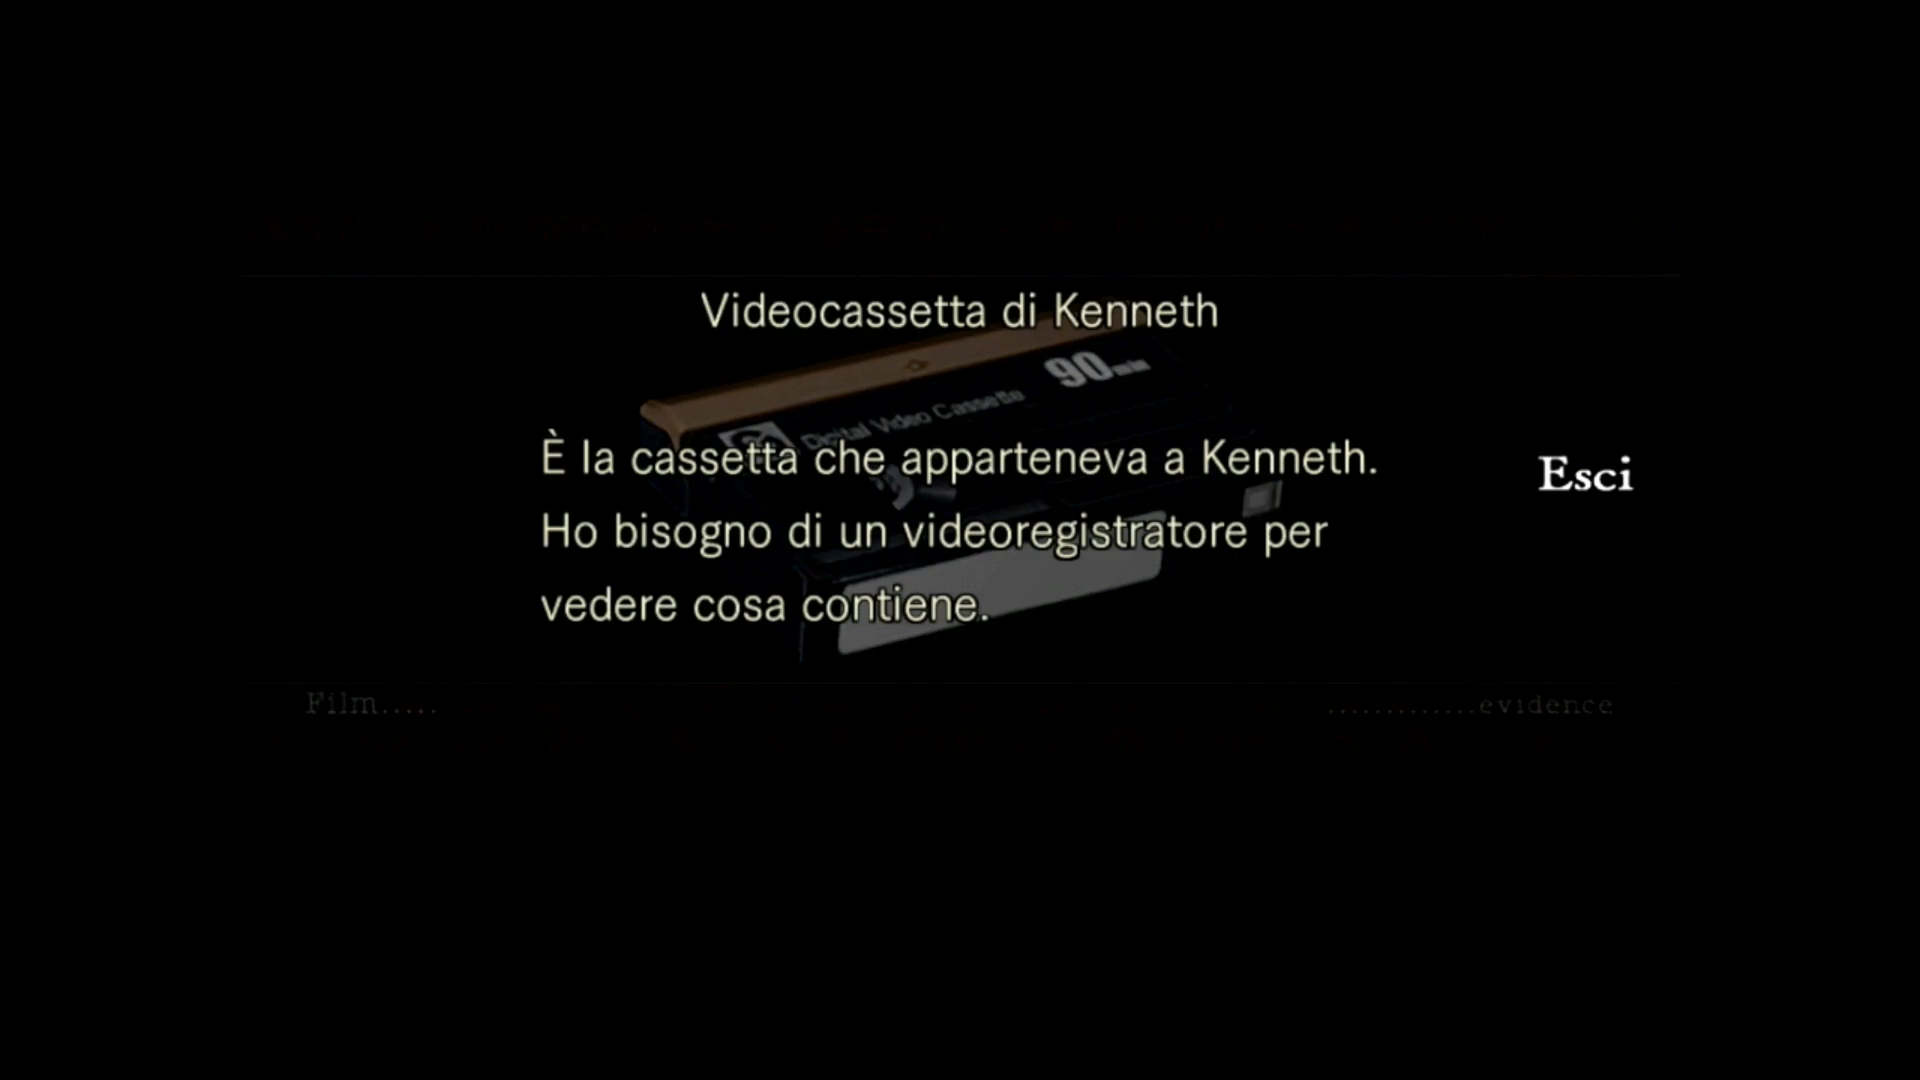 Videocassetta di Kenneth
90min
Digital Video Cassette
È la cassetta che apparteneva a Kenneth.
Esci
Ho bisogno di un videoregistratore per
vedere cosa contiene.
Film..... .............evidence